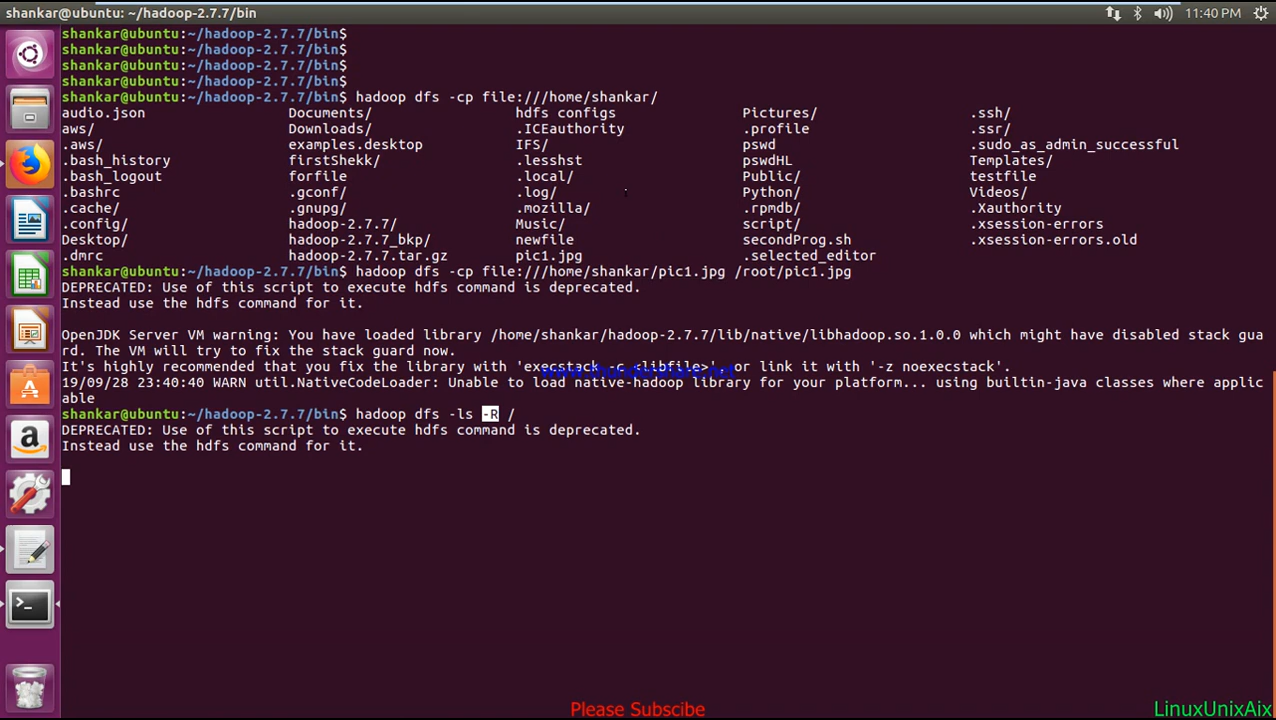 shankar@ubuntu: ~/hadoop-2.7.7/bin
11:40 PM
shankar@ubuntu:~/hadoop-2.7.7/bin$
shankar@ubuntu:~/hadoop-2.7.7/bin$
shankar@ubuntu:~/hadoop-2.7.7/bin$
shankar@ubuntu:~/hadoop-2.7.7/bin$
shankar@ubuntu:~/hadoop-2.7.7/bin$ hadoop dfs -cp file:///home/shankar/
audio.json Documents/ hdfs configs Pictures/ .ssh/
aws/ Downloads/ .ICEauthority .profile .ssr/
.aws/ examples.desktop IFS/ pswd .sudo_as_admin_successful
.bash_history firstShekk/ .lesshst pswdHL Templates/
.bash_logout forfile .local/ Public/ testfile
.bashrc .gconf/ .log/ Python/ Videos/
.cache/ .gnupg/ .mozilla/ .rpmdb/ .Xauthority
.config/ hadoop-2.7.7/ Music/ script/ .xsession-errors
Desktop/ hadoop-2.7.7_bkp/ newfile secondProg.sh .xsession-errors.old
.dmrc hadoop-2.7.7.tar.gz pic1.jpg .selected_editor
shankar@ubuntu:~/hadoop-2.7.7/bin$ hadoop dfs -cp file:///home/shankar/pic1.jpg /root/pic1.jpg
DEPRECATED: Use of this script to execute hdfs command is deprecated.
Instead use the hdfs command for it.
OpenJDK Server VM warning: You have loaded library /home/shankar/hadoop-2.7.7/lib/native/libhadoop.so.1.0.0 which might have disabled stack gua
rd. The VM will try to fix the stack guard now.
It's highly recommended that you fix the library with 'execstack -c <libfile>', or link it with '-z noexecstack'.
www.thundershare.net
19/09/28 23:40:40 WARN util.NativeCodeLoader: Unable to load native-hadoop library for your platform... using builtin-java classes where applic
able
shankar@ubuntu:~/hadoop-2.7.7/bin$ hadoop dfs -ls -R /
DEPRECATED: Use of this script to execute hdfs command is deprecated.
Instead use the hdfs command for it.
Please Subscibe
LinuxUnixAix